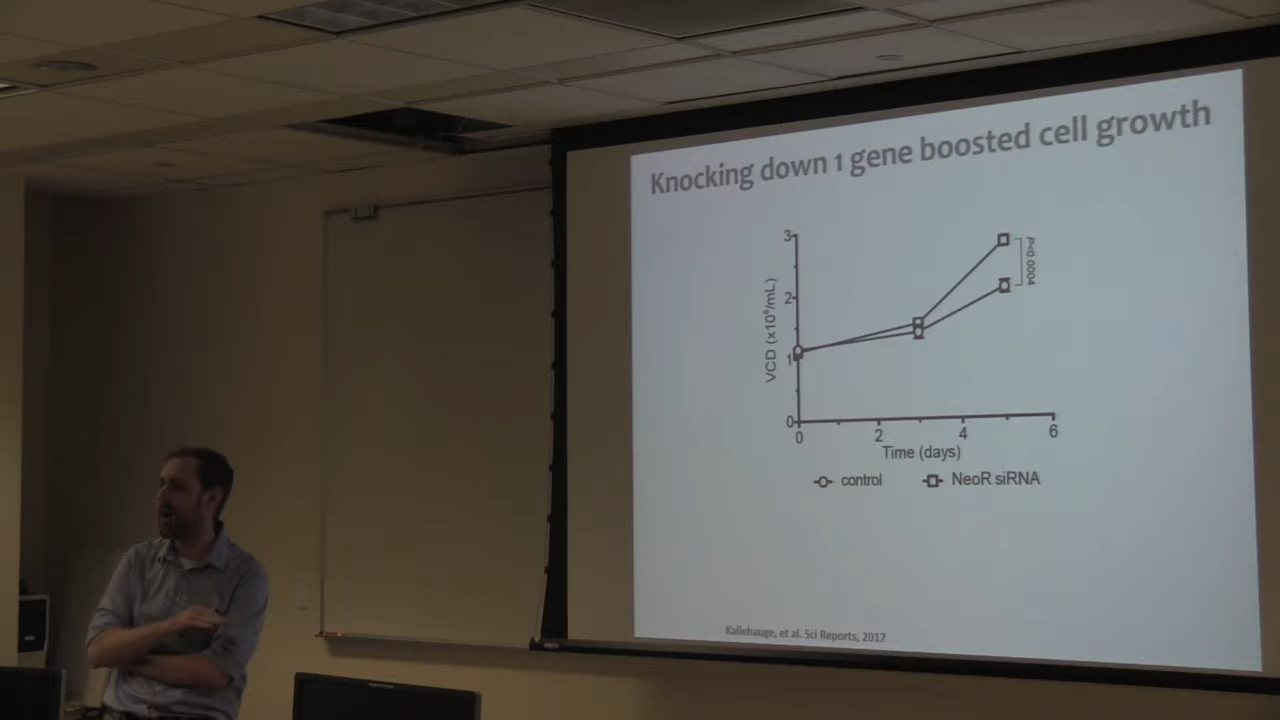 Knocking down 1 gene boosted cell growth
3
2
1
0
VCD (x10⁶/mL)
P<0.0004
0 2 4 6
Time (days)
control NeoR siRNA
Kallehauge, et al. Sci Reports, 2017